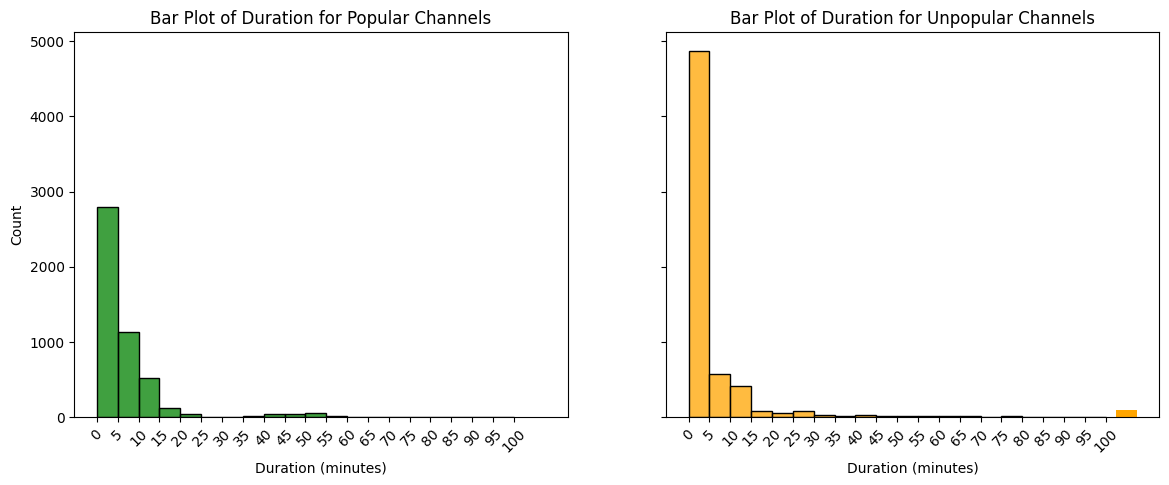 Bar Plot of Duration for Popular Channels
Bar Plot of Duration for Unpopular Channels
5000
4000
3000
2000
1000
0
Count
0 5 10 15 20 25 30 35 40 45 50 55 60 65 70 75 80 85 90 95 100
0 5 10 15 20 25 30 35 40 45 50 55 60 65 70 75 80 85 90 95 100
Duration (minutes)
Duration (minutes)